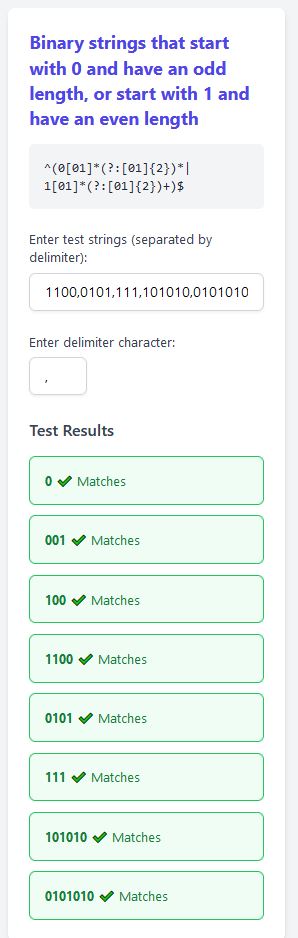 Binary strings that start
with 0 and have an odd
length, or start with 1 and
have an even length
^(0[01]*(?:[01]{2})*|
1[01]*(?:[01]{2})+)$
Enter test strings (separated by
delimiter):
1100,0101,111,101010,0101010
Enter delimiter character:
,
Test Results
0 ✔ Matches
001 ✔ Matches
100 ✔ Matches
1100 ✔ Matches
0101 ✔ Matches
111 ✔ Matches
101010 ✔ Matches
0101010 ✔ Matches